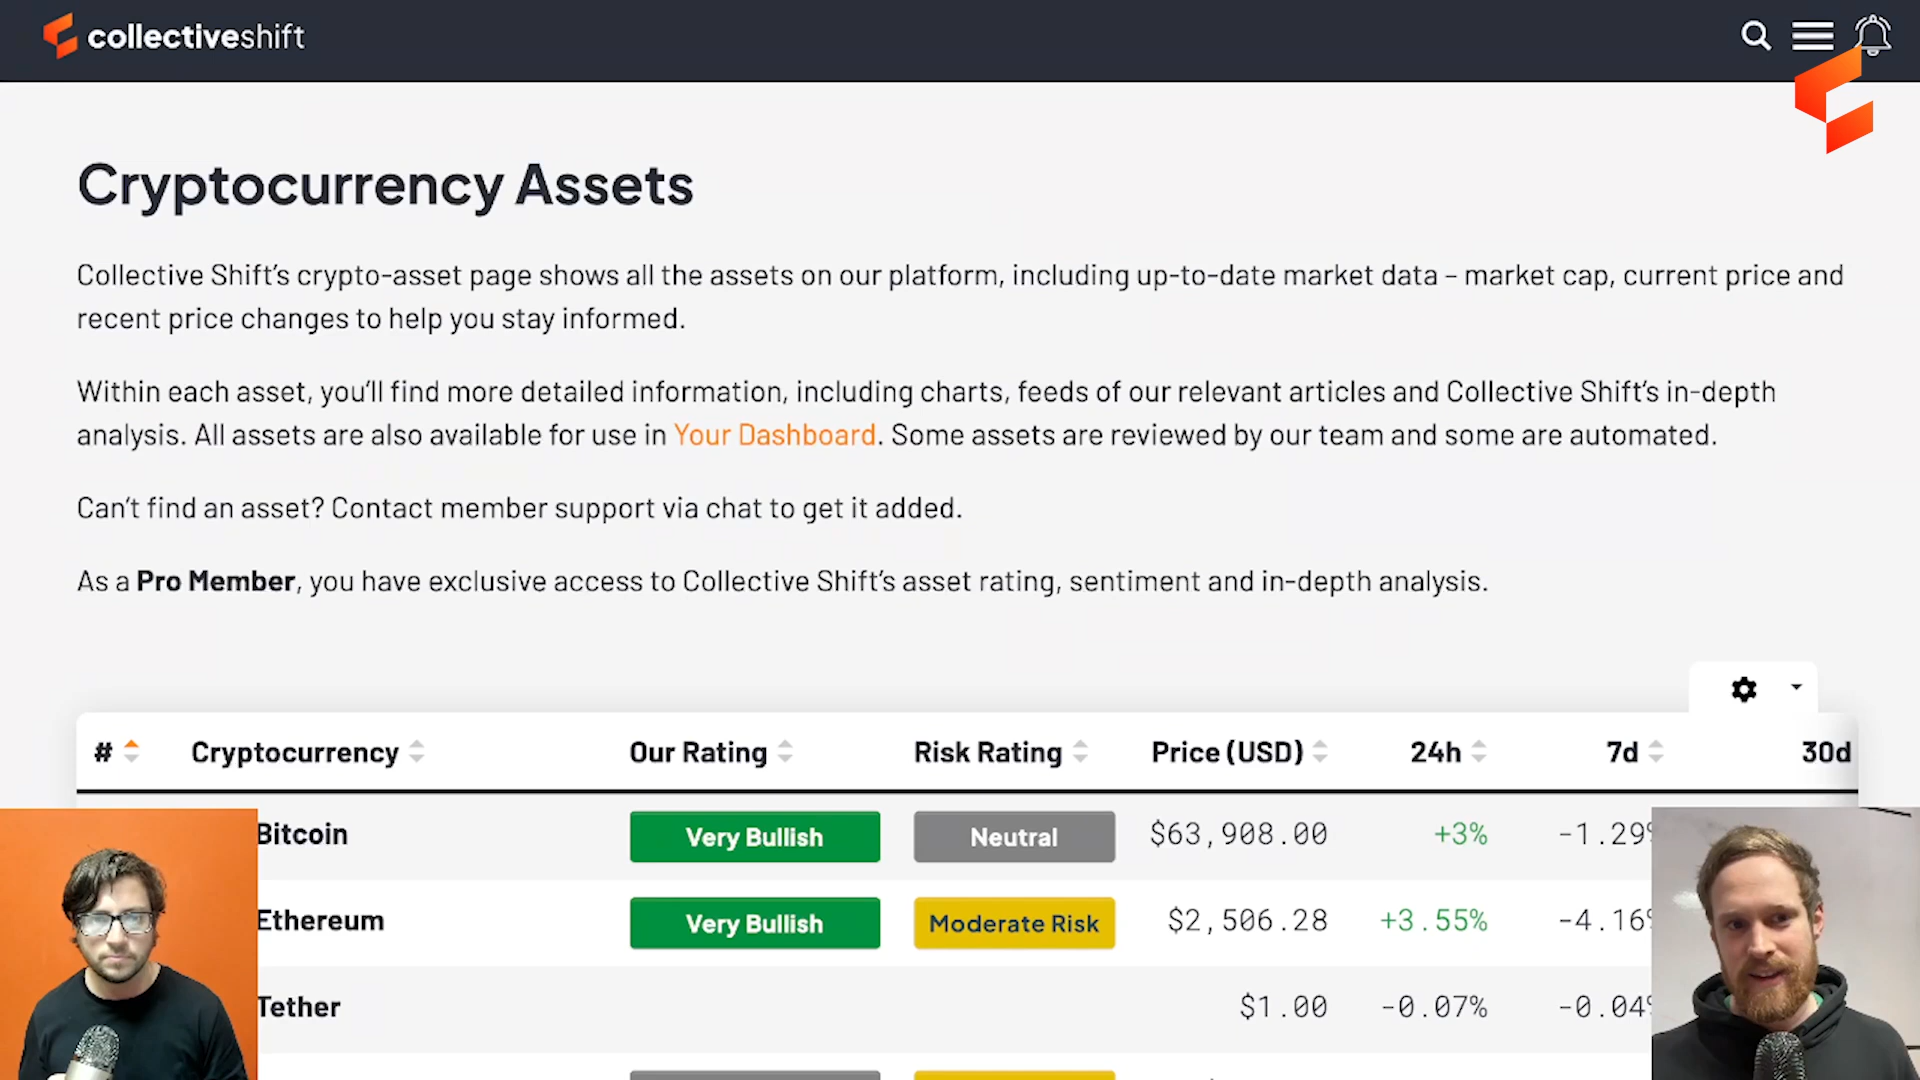 collectiveshift
Cryptocurrency Assets
Collective Shift's crypto-asset page shows all the assets on our platform, including up-to-date market data – market cap, current price and
recent price changes to help you stay informed.
Within each asset, you'll find more detailed information, including charts, feeds of our relevant articles and Collective Shift's in-depth
analysis. All assets are also available for use in Your Dashboard. Some assets are reviewed by our team and some are automated.
Can't find an asset? Contact member support via chat to get it added.
As a Pro Member, you have exclusive access to Collective Shift's asset rating, sentiment and in-depth analysis.
# Cryptocurrency Our Rating Risk Rating Price (USD) 24h 7d 30d
Bitcoin Very Bullish Neutral $63,908.00 +3% -1.29%
Ethereum Very Bullish Moderate Risk $2,506.28 +3.55% -4.16%
Tether $1.00 -0.07% -0.04%